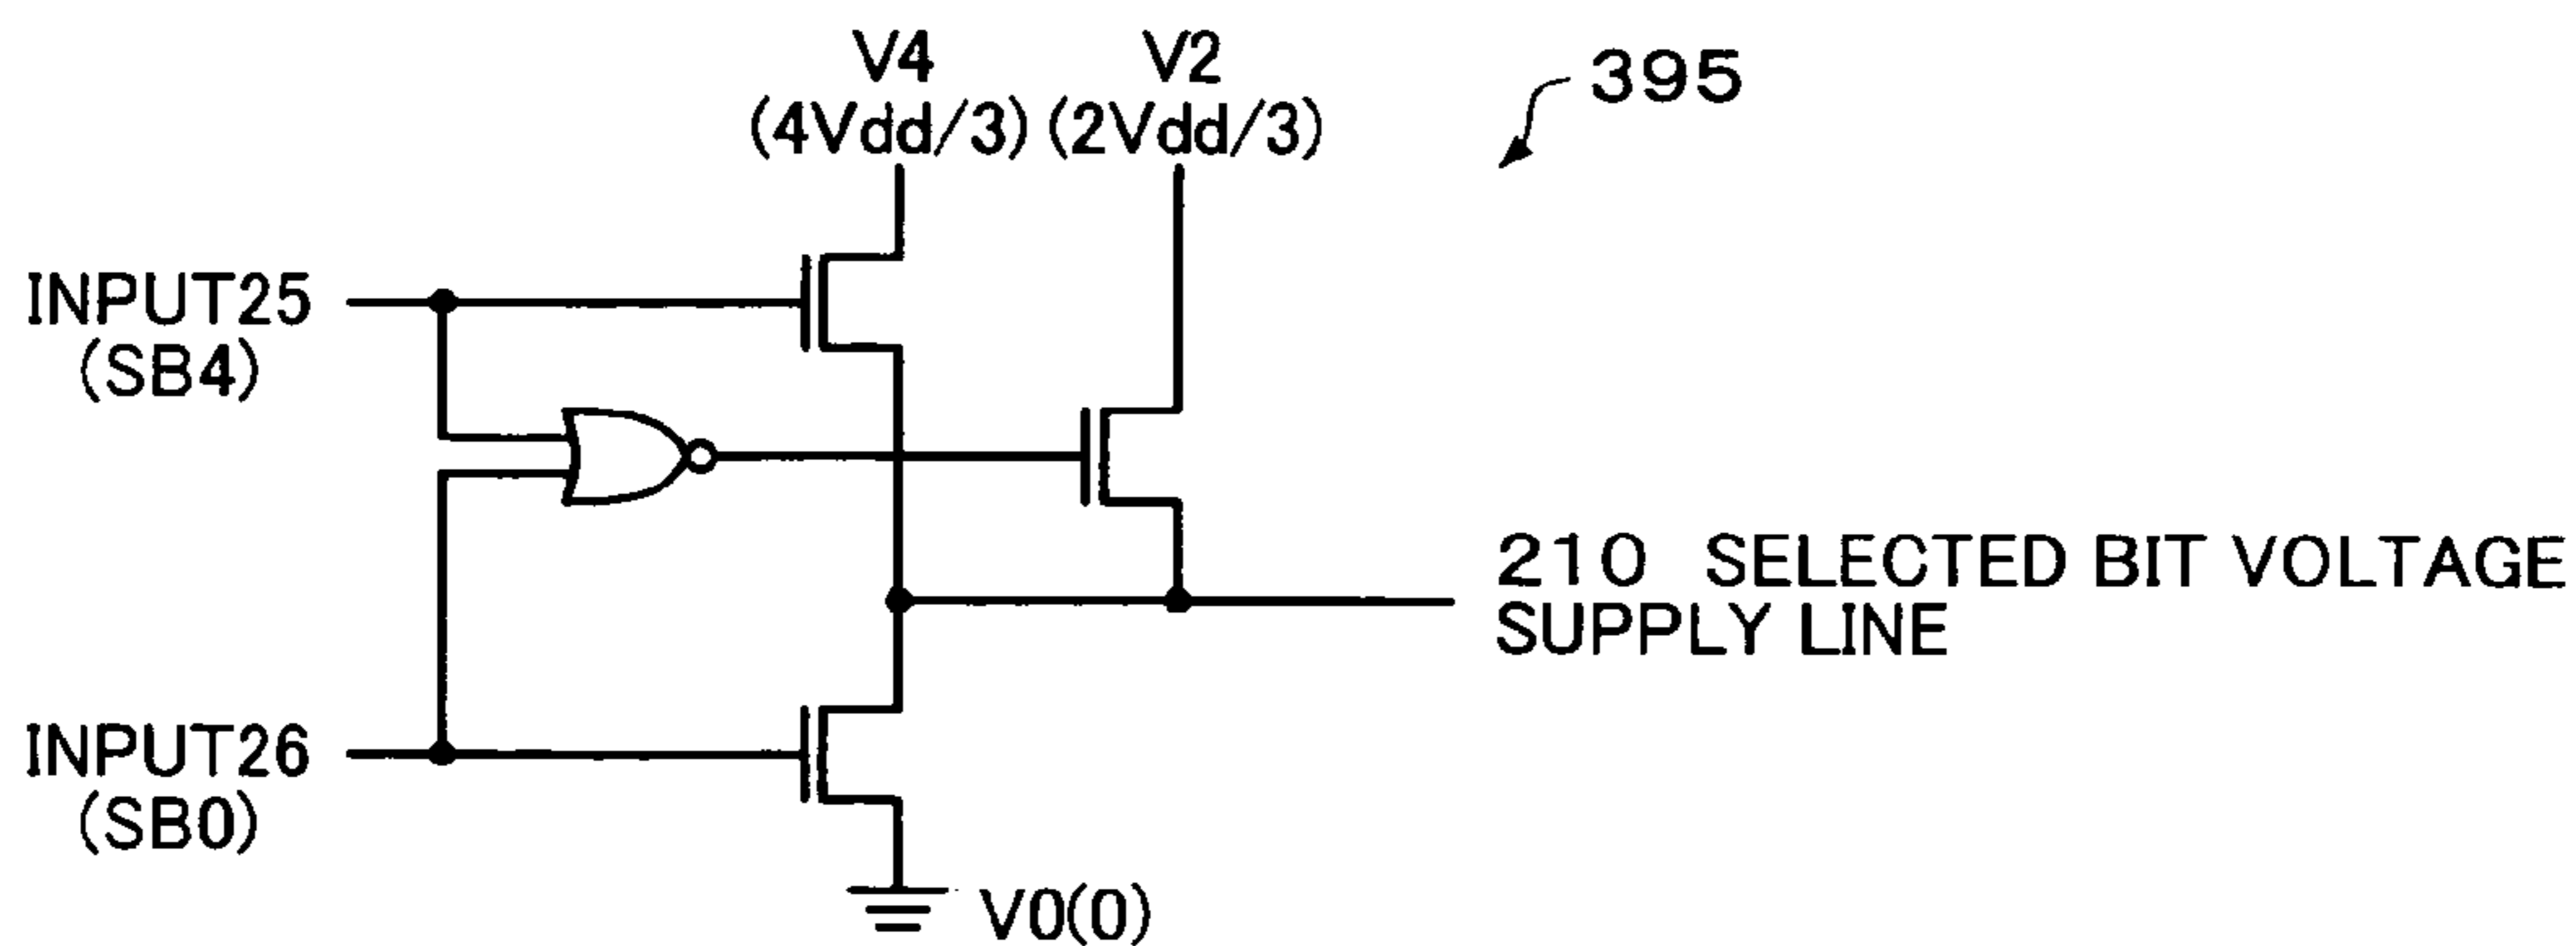 V4
(4Vdd/3)
V2
(2Vdd/3)
395
INPUT25
(SB4)
210 SELECTED BIT VOLTAGE
SUPPLY LINE
INPUT26
(SB0)
V0(0)